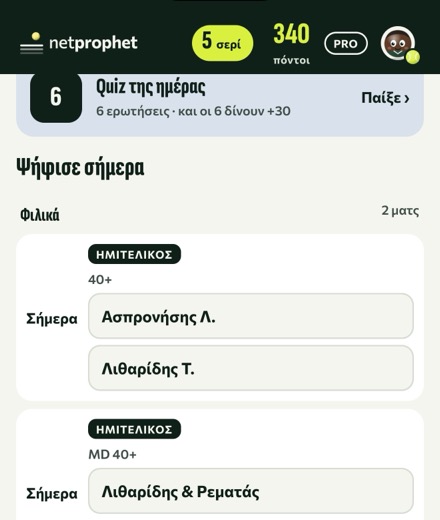 netprophet
5 σερί
340
πόντοι
PRO
6
Quiz της ημέρας
6 ερωτήσεις · και οι 6 δίνουν +30
Παίξε ›
Ψήφισε σήμερα
Φιλικά
2 ματς
ΗΜΙΤΕΛΙΚΟΣ
40+
Σήμερα
Ασπρονήσης Λ.
Λιθαρίδης Τ.
ΗΜΙΤΕΛΙΚΟΣ
MD 40+
Σήμερα
Λιθαρίδης & Ρεματάς